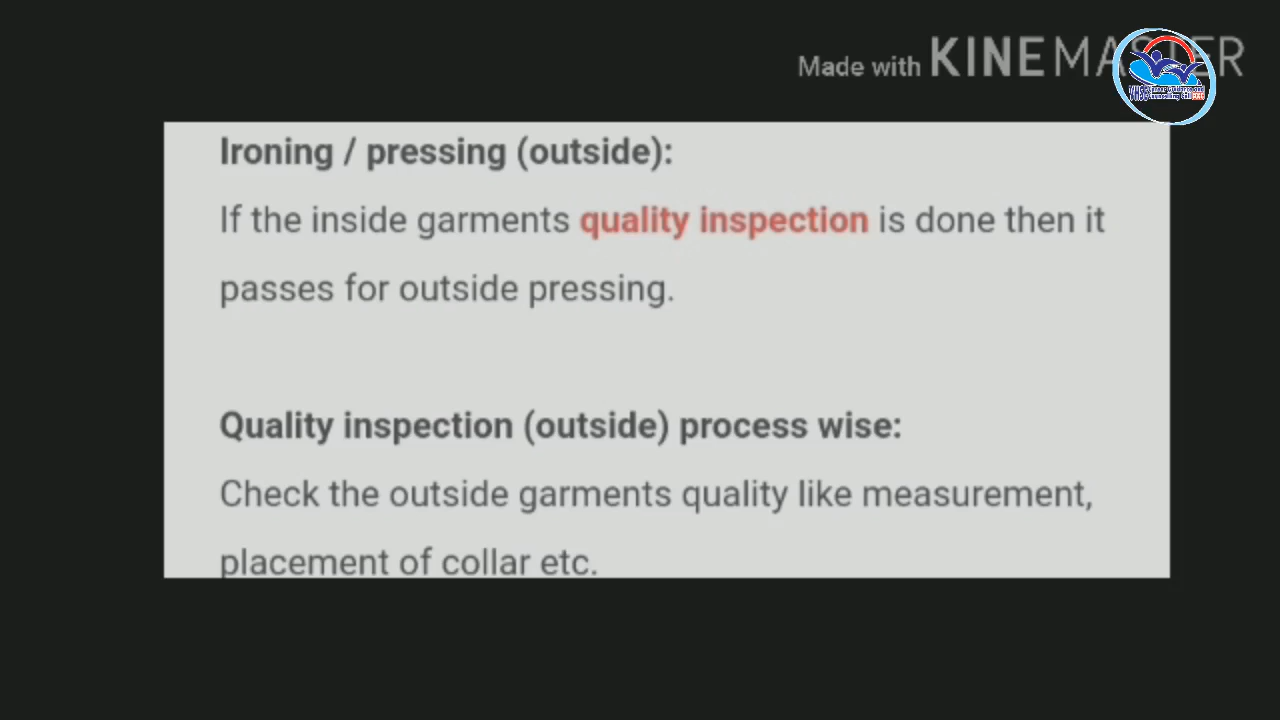 Made with KINEMASTER
Ironing / pressing (outside):
If the inside garments quality inspection is done then it
passes for outside pressing.
Quality inspection (outside) process wise:
Check the outside garments quality like measurement,
placement of collar etc.